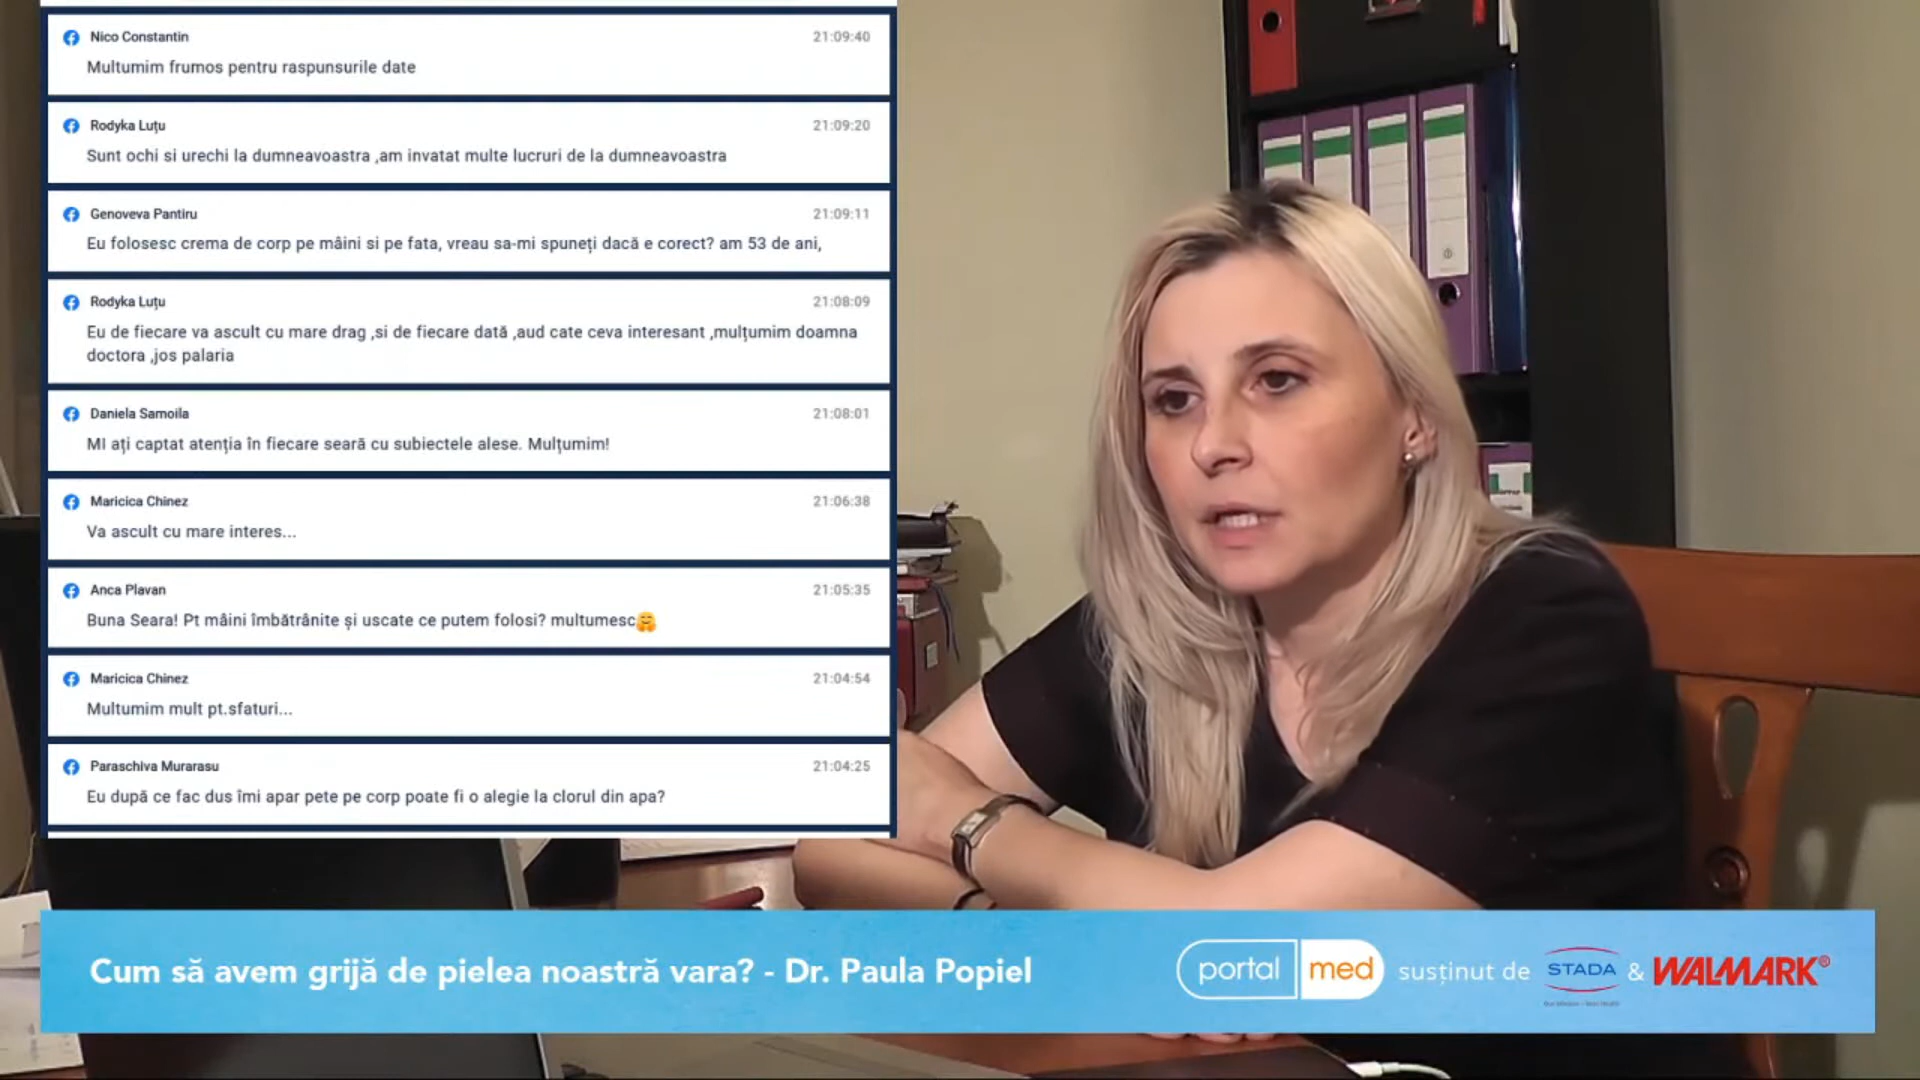 Nico Constantin 21:09:40
Multumim frumos pentru raspunsurile date
Rodyka Luțu 21:09:20
Sunt ochi si urechi la dumneavoastra ,am invatat multe lucruri de la dumneavoastra
Genoveva Pantiru 21:09:11
Eu folosesc crema de corp pe mâini si pe fata, vreau sa-mi spuneți dacă e corect? am 53 de ani,
Rodyka Luțu 21:08:09
Eu de fiecare va ascult cu mare drag ,si de fiecare dată ,aud cate ceva interesant ,mulțumim doamna
doctora ,jos palaria
Daniela Samoila 21:08:01
MI ați captat atenția în fiecare seară cu subiectele alese. Mulțumim!
Maricica Chinez 21:06:38
Va ascult cu mare interes...
Anca Plavan 21:05:35
Buna Seara! Pt mâini îmbătrânite și uscate ce putem folosi? multumesc🤗
Maricica Chinez 21:04:54
Multumim mult pt.sfaturi...
Paraschiva Murarasu 21:04:25
Eu după ce fac dus îmi apar pete pe corp poate fi o alegie la clorul din apa?
Cum să avem grijă de pielea noastră vara? - Dr. Paula Popiel
portal med susținut de STADA & WALMARK®